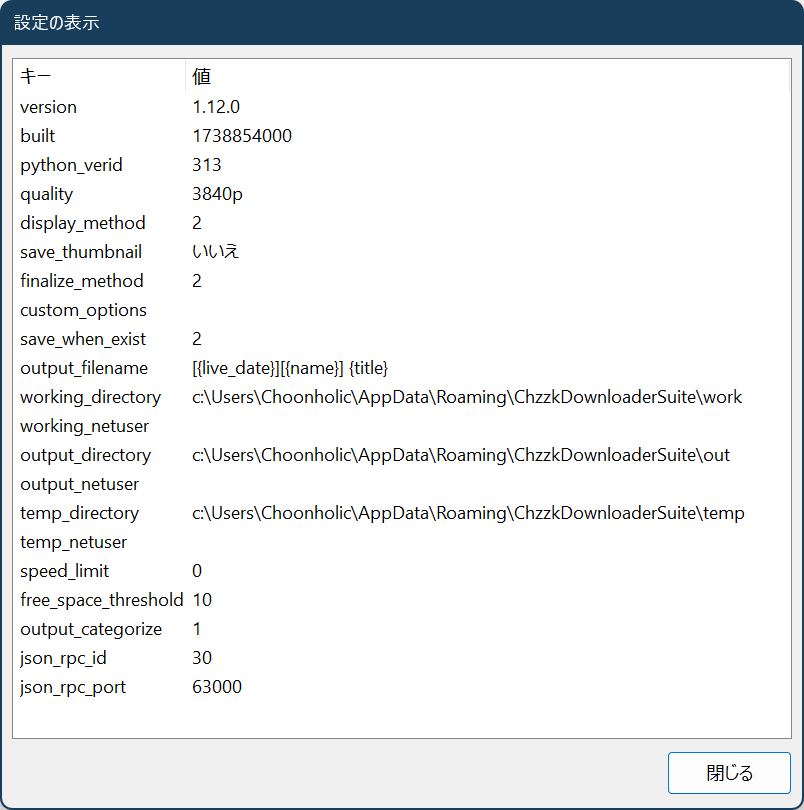 設定の表示
キー 値
version 1.12.0
built 1738854000
python_verid 313
quality 3840p
display_method 2
save_thumbnail いいえ
finalize_method 2
custom_options
save_when_exist 2
output_filename [{live_date}][{name}] {title}
working_directory c:\Users\Choonholic\AppData\Roaming\ChzzkDownloaderSuite\work
working_netuser
output_directory c:\Users\Choonholic\AppData\Roaming\ChzzkDownloaderSuite\out
output_netuser
temp_directory c:\Users\Choonholic\AppData\Roaming\ChzzkDownloaderSuite\temp
temp_netuser
speed_limit 0
free_space_threshold 10
output_categorize 1
json_rpc_id 30
json_rpc_port 63000
閉じる